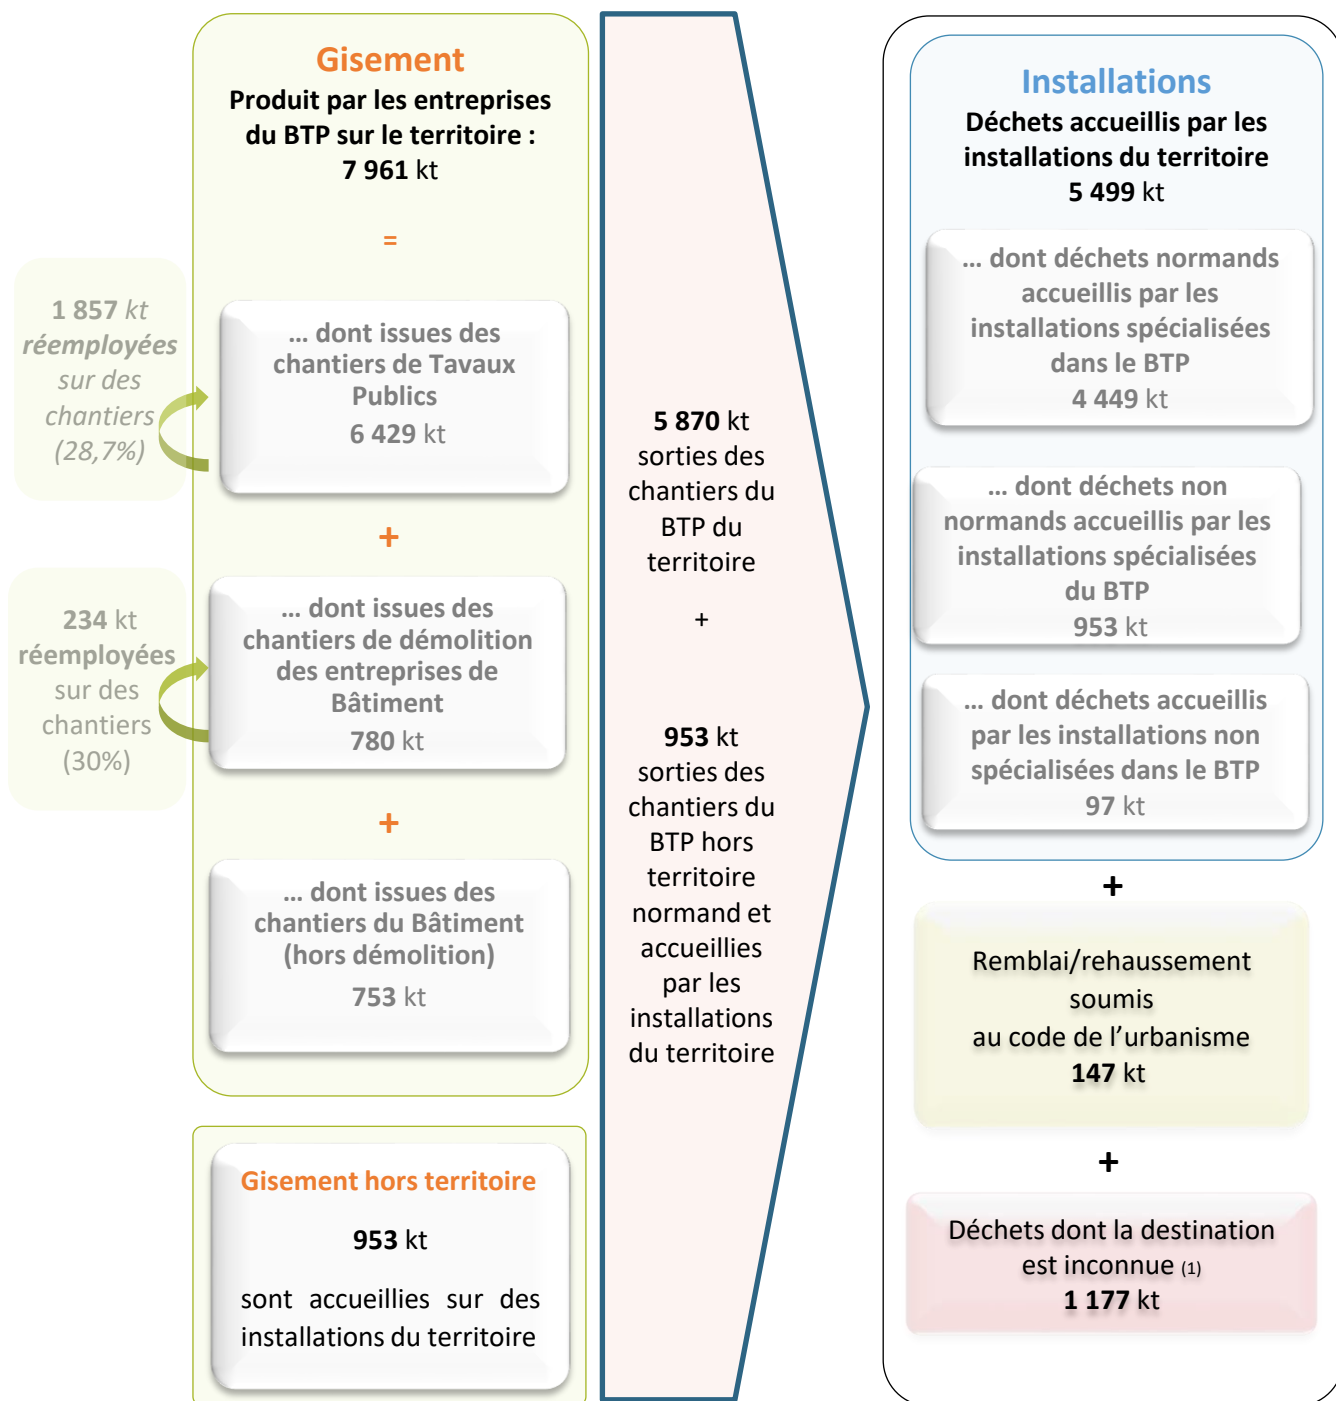 Gisement
Produit par les entreprises
du BTP sur le territoire :
7 961 kt
=
1 857 kt
réemployées
sur des
chantiers
(28,7%)
... dont issues des
chantiers de Tavaux
Publics
6 429 kt
+
234 kt
réemployées
sur des
chantiers
(30%)
... dont issues des
chantiers de démolition
des entreprises de
Bâtiment
780 kt
+
... dont issues des
chantiers du Bâtiment
(hors démolition)
753 kt
Gisement hors territoire
953 kt
sont accueillies sur des
installations du territoire
5 870 kt
sorties des
chantiers du
BTP du
territoire
+
953 kt
sorties des
chantiers du
BTP hors
territoire
normand et
accueillies
par les
installations
du territoire
Installations
Déchets accueillis par les
installations du territoire
5 499 kt
... dont déchets normands
accueillis par les
installations spécialisées
dans le BTP
4 449 kt
... dont déchets non
normands accueillis par les
installations spécialisées
du BTP
953 kt
... dont déchets accueillis
par les installations non
spécialisées dans le BTP
97 kt
+
Remblai/rehaussement
soumis
au code de l’urbanisme
147 kt
+
Déchets dont la destination
est inconnue (1)
1 177 kt